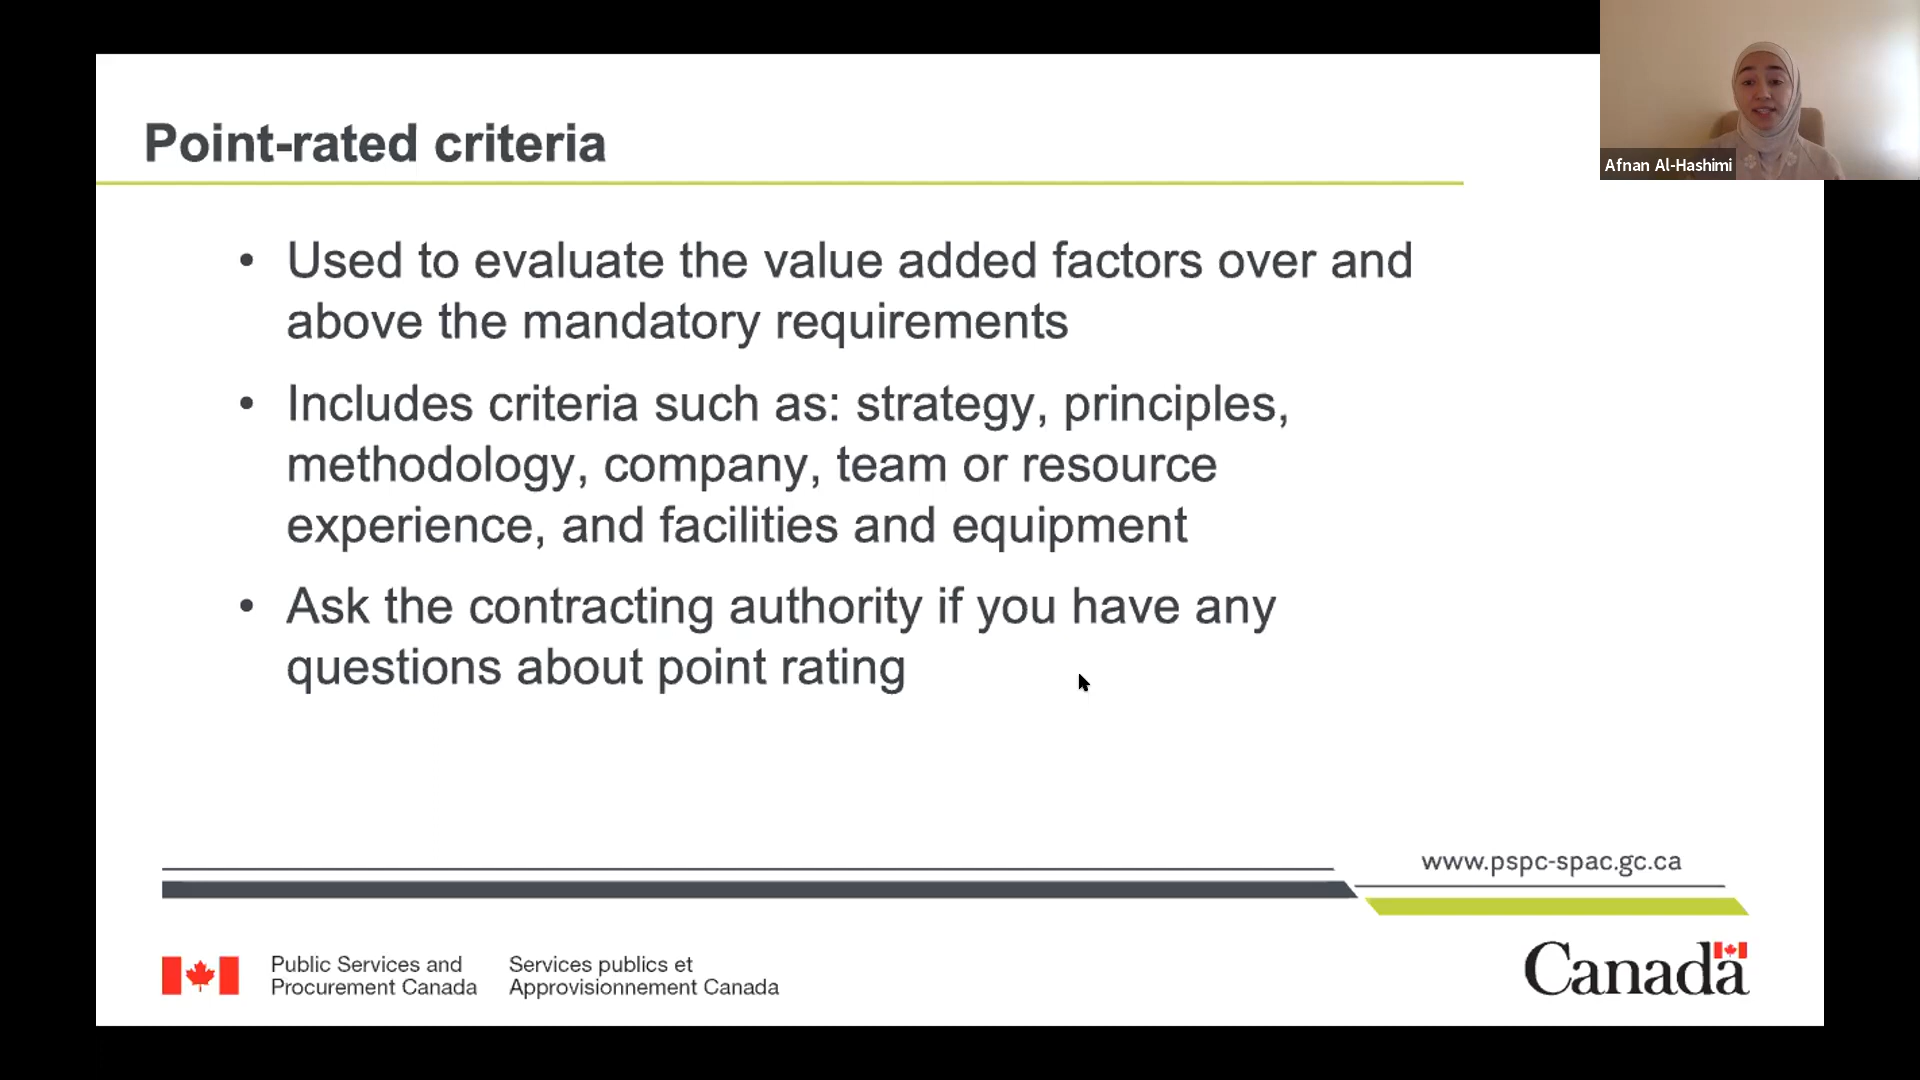 Point-rated criteria
Afnan Al-Hashimi
• Used to evaluate the value added factors over and
above the mandatory requirements
• Includes criteria such as: strategy, principles,
methodology, company, team or resource
experience, and facilities and equipment
• Ask the contracting authority if you have any
questions about point rating
www.pspc-spac.gc.ca
Public Services and
Procurement Canada
Services publics et
Approvisionnement Canada
Canada